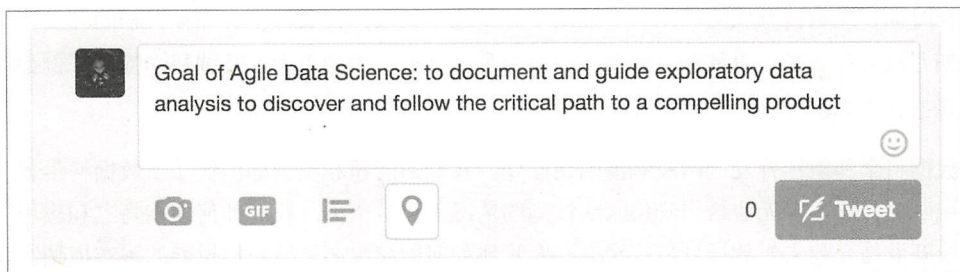 Goal of Agile Data Science: to document and guide exploratory data
analysis to discover and follow the critical path to a compelling product
GIF
0
Tweet